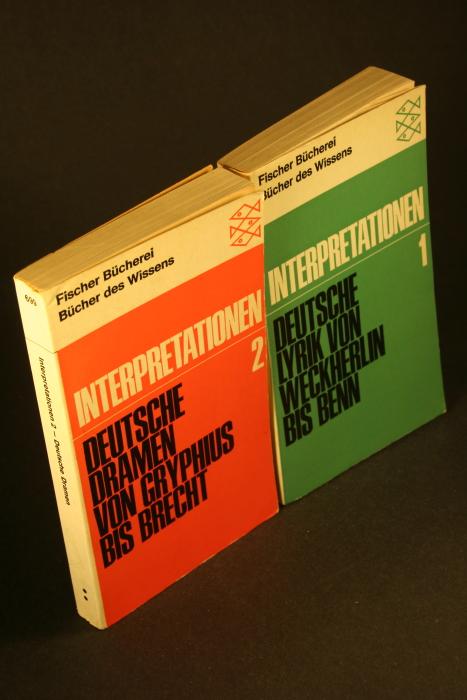 Fischer Bücherei
Bücher des Wissens
INTERPRETATIONEN
2
DEUTSCHE
DRAMEN
VON GRYPHIUS
BIS BRECHT
699
Interpretationen 2 – Deutsche Dramen
Fischer Bücherei
Bücher des Wissens
INTERPRETATIONEN
1
DEUTSCHE
LYRIK VON
WECKHERLIN
BIS BENN